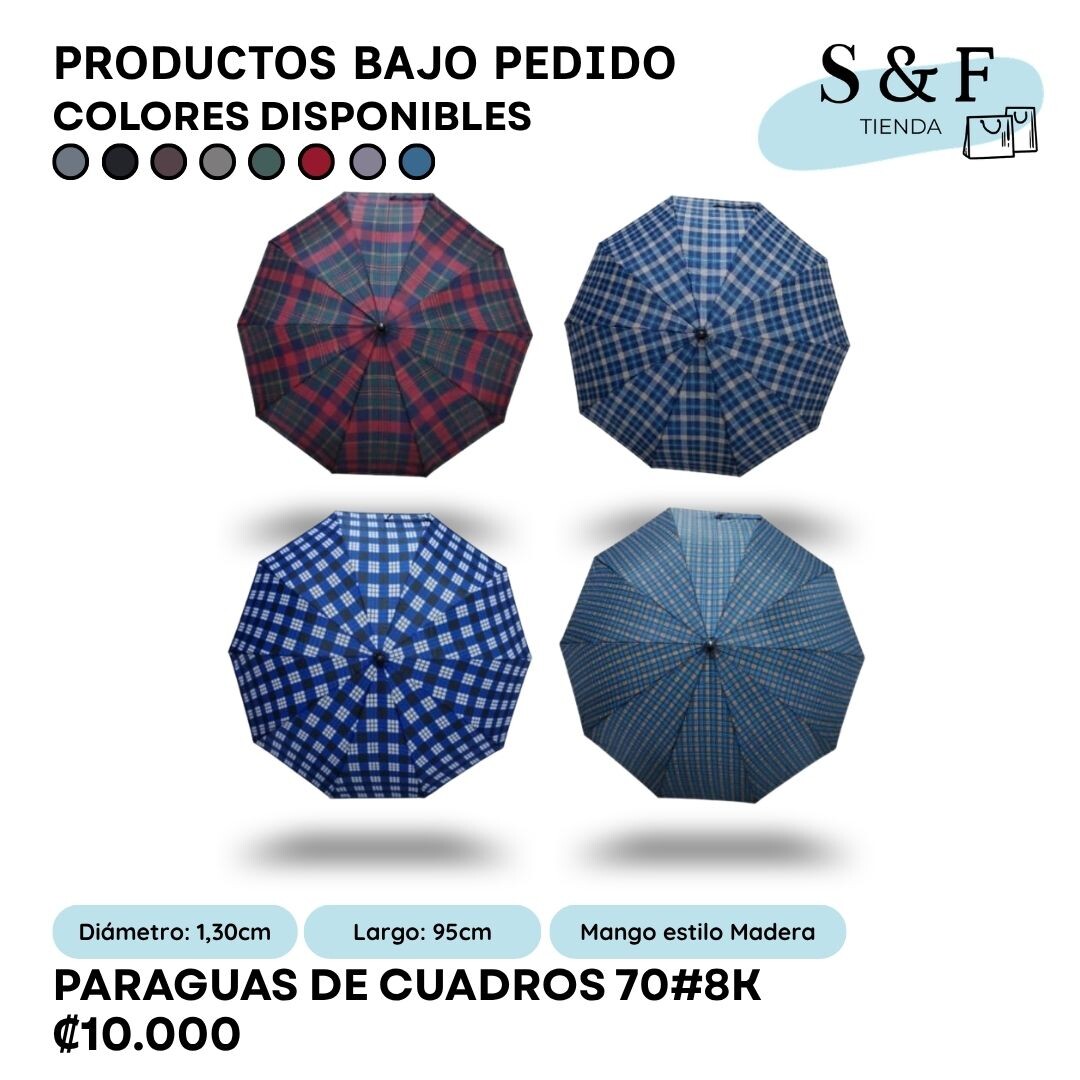 PRODUCTOS BAJO PEDIDO
COLORES DISPONIBLES
S & F
TIENDA
Diámetro: 1,30cm
Largo: 95cm
Mango estilo Madera
PARAGUAS DE CUADROS 70#8K
₡10.000